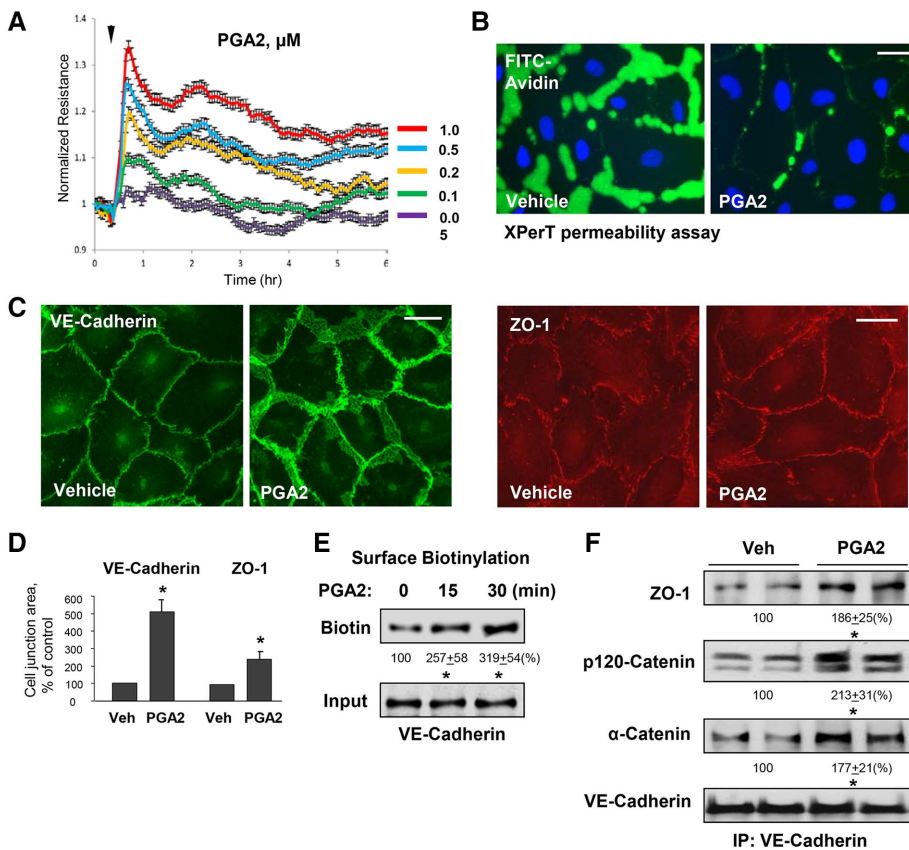 A
PGA2, µM
Normalized Resistance
1.4
1.3
1.2
1.1
1
0.9
0 1 2 3 4 5 6
Time (hr)
1.0
0.5
0.2
0.1
0.0
5
B
FITC-
Avidin
Vehicle
PGA2
XPerT permeability assay
C
VE-Cadherin
Vehicle
PGA2
ZO-1
Vehicle
PGA2
D
VE-Cadherin ZO-1
Cell junction area,
% of control
600
500
400
300
200
100
0
*
*
Veh PGA2 Veh PGA2
E
Surface Biotinylation
PGA2: 0 15 30 (min)
Biotin
100 257±58 319±54(%)
* *
Input
VE-Cadherin
F
Veh PGA2
ZO-1
100 186±25(%)
*
p120-Catenin
100 213±31(%)
*
α-Catenin
100 177±21(%)
*
VE-Cadherin
IP: VE-Cadherin